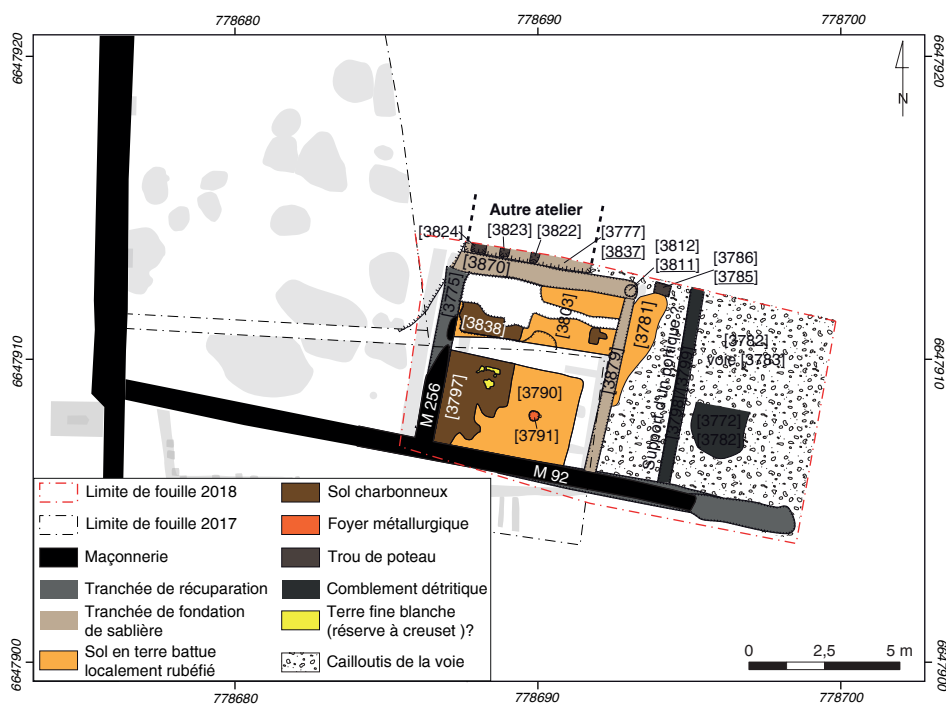 778680
778690
778700
6647920
6647920
N
Autre atelier
[3824]
[3823]
[3822]
[3777]
[3837]
[3812]
[3811]
[3786]
[3785]
[3870]
[3775]
[3803]
[3838]
[3781]
[3782]
voie [3783]
6647910
6647910
[3879]
Support d'un portique ?
[3797]
M 256
[3790]
[3791]
[3772]
[3782]
M 92
Limite de fouille 2018
Limite de fouille 2017
Maçonnerie
Tranchée de récuparation
Tranchée de fondation
de sablière
Sol en terre battue
localement rubéfié
Sol charbonneux
Foyer métallurgique
Trou de poteau
Comblement détritique
Terre fine blanche
(réserve à creuset )?
Cailloutis de la voie
0
2,5
5 m
6647900
6647900
778680
778690
778700